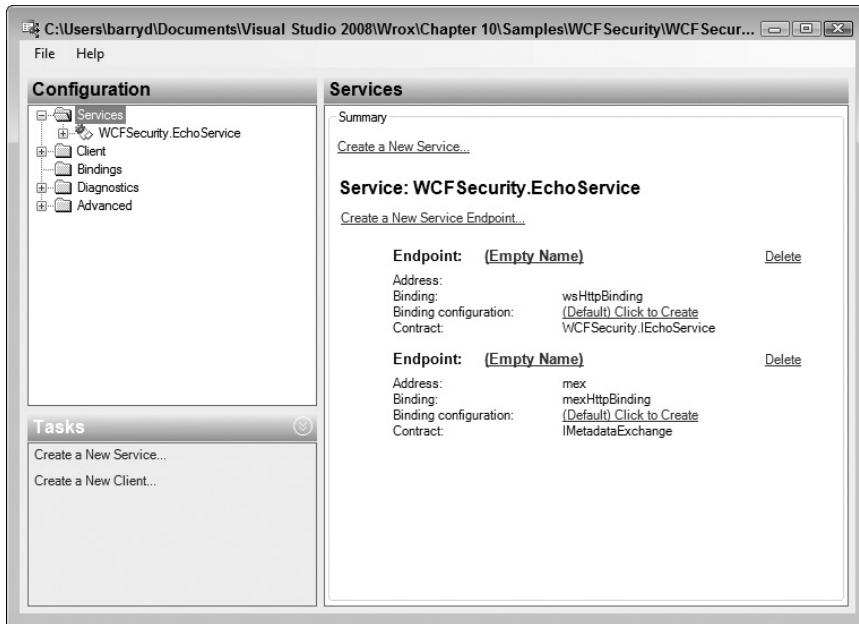 C:\Users\barryd\Documents\Visual Studio 2008\Wrox\Chapter 10\Samples\WCFSecurity\WCFSecur...
File Help
Configuration
Services
WCFSecurity.EchoService
Client
Bindings
Diagnostics
Advanced
Tasks
Create a New Service...
Create a New Client...
Services
Summary
Create a New Service...
Service: WCFSecurity.EchoService
Create a New Service Endpoint...
Endpoint: (Empty Name) Delete
Address:
Binding: wsHttpBinding
Binding configuration: (Default) Click to Create
Contract: WCFSecurity.IEchoService
Endpoint: (Empty Name) Delete
Address: mex
Binding: mexHttpBinding
Binding configuration: (Default) Click to Create
Contract: IMetadataExchange